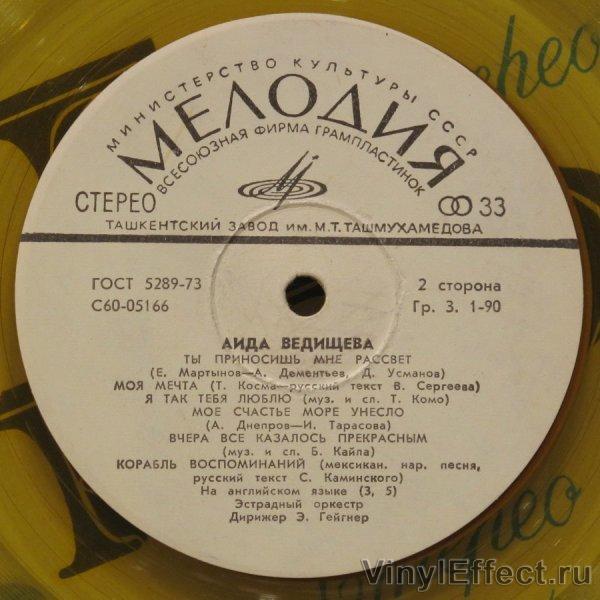 МИНИСТЕРСТВО КУЛЬТУРЫ СССР
МЕЛОДИЯ
ВСЕСОЮЗНАЯ ФИРМА ГРАМПЛАСТИНОК
СТЕРЕО 33
ТАШКЕНТСКИЙ ЗАВОД им. М. Т. ТАШМУХАМЕДОВА
ГОСТ 5289-73 2 сторона
С60-05166 Гр. 3. 1-90
АИДА ВЕДИЩЕВА
ТЫ ПРИНОСИШЬ МНЕ РАССВЕТ
(Е. Мартынов—А. Дементьев, Д. Усманов)
МОЯ МЕЧТА (Т. Косма—русский текст В. Сергеева)
Я ТАК ТЕБЯ ЛЮБЛЮ (муз. и сл. Т. Комо)
МОЕ СЧАСТЬЕ МОРЕ УНЕСЛО
(А. Днепров—И. Тарасова)
ВЧЕРА ВСЕ КАЗАЛОСЬ ПРЕКРАСНЫМ
(муз. и сл. Б. Кайла)
КОРАБЛЬ ВОСПОМИНАНИЙ (мексикан. нар. песня,
русский текст С. Каминского)
На английском языке (3, 5)
Эстрадный оркестр
Дирижер Э. Гейгнер
VinylEffect.ru